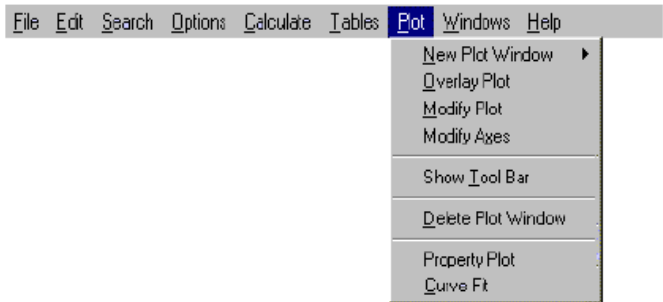 File Edit Search Options Calculate Tables Plot Windows Help
New Plot Window
Overlay Plot
Modify Plot
Modify Axes
Show Tool Bar
Delete Plot Window
Property Plot
Curve Fit